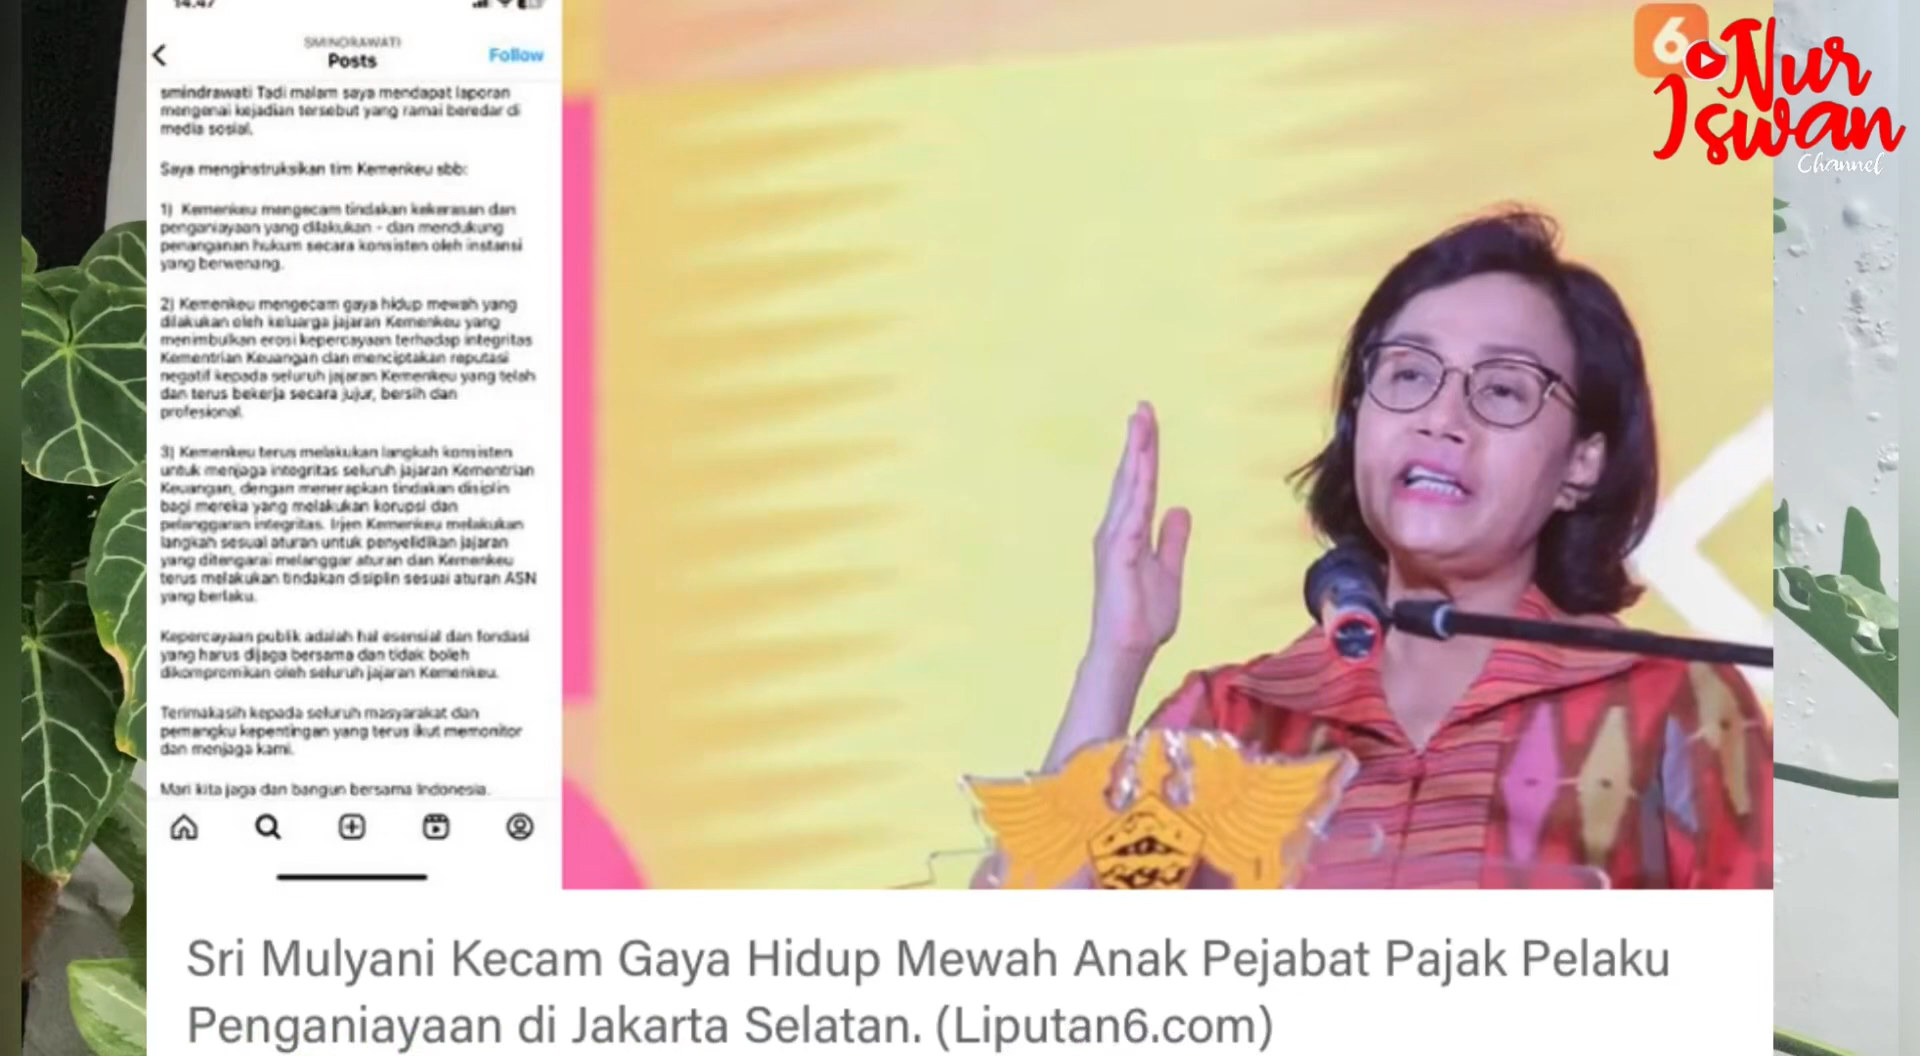 14.47
SMINDRAWATI
Posts
Follow
smindrawati Tadi malam saya mendapat laporan
mengenai kejadian tersebut yang ramai beredar di
media sosial.
Saya menginstruksikan tim Kemenkeu sbb:
1) Kemenkeu mengecam tindakan kekerasan dan
penganiayaan yang dilakukan - dan mendukung
penanganan hukum secara konsisten oleh instansi
yang berwenang.
2) Kemenkeu mengecam gaya hidup mewah yang
dilakukan oleh keluarga jajaran Kemenkeu yang
menimbulkan erosi kepercayaan terhadap integritas
Kementrian Keuangan dan menciptakan reputasi
negatif kepada seluruh jajaran Kemenkeu yang telah
dan terus bekerja secara jujur, bersih dan
profesional.
3) Kemenkeu terus melakukan langkah konsisten
untuk menjaga integritas seluruh jajaran Kementrian
Keuangan, dengan menerapkan tindakan disiplin
bagi mereka yang melakukan korupsi dan
pelanggaran integritas. Irjen Kemenkeu melakukan
langkah sesuai aturan untuk penyelidikan jajaran
yang ditengarai melanggar aturan dan Kemenkeu
terus melakukan tindakan disiplin sesuai aturan ASN
yang berlaku.
Kepercayaan publik adalah hal esensial dan fondasi
yang harus dijaga bersama dan tidak boleh
dikompromikan oleh seluruh jajaran Kemenkeu.
Terimakasih kepada seluruh masyarakat dan
pemangku kepentingan yang terus ikut memonitor
dan menjaga kami.
Mari kita jaga dan bangun bersama Indonesia.
6
Nur
Iswan
Channel
Sri Mulyani Kecam Gaya Hidup Mewah Anak Pejabat Pajak Pelaku
Penganiayaan di Jakarta Selatan. (Liputan6.com)